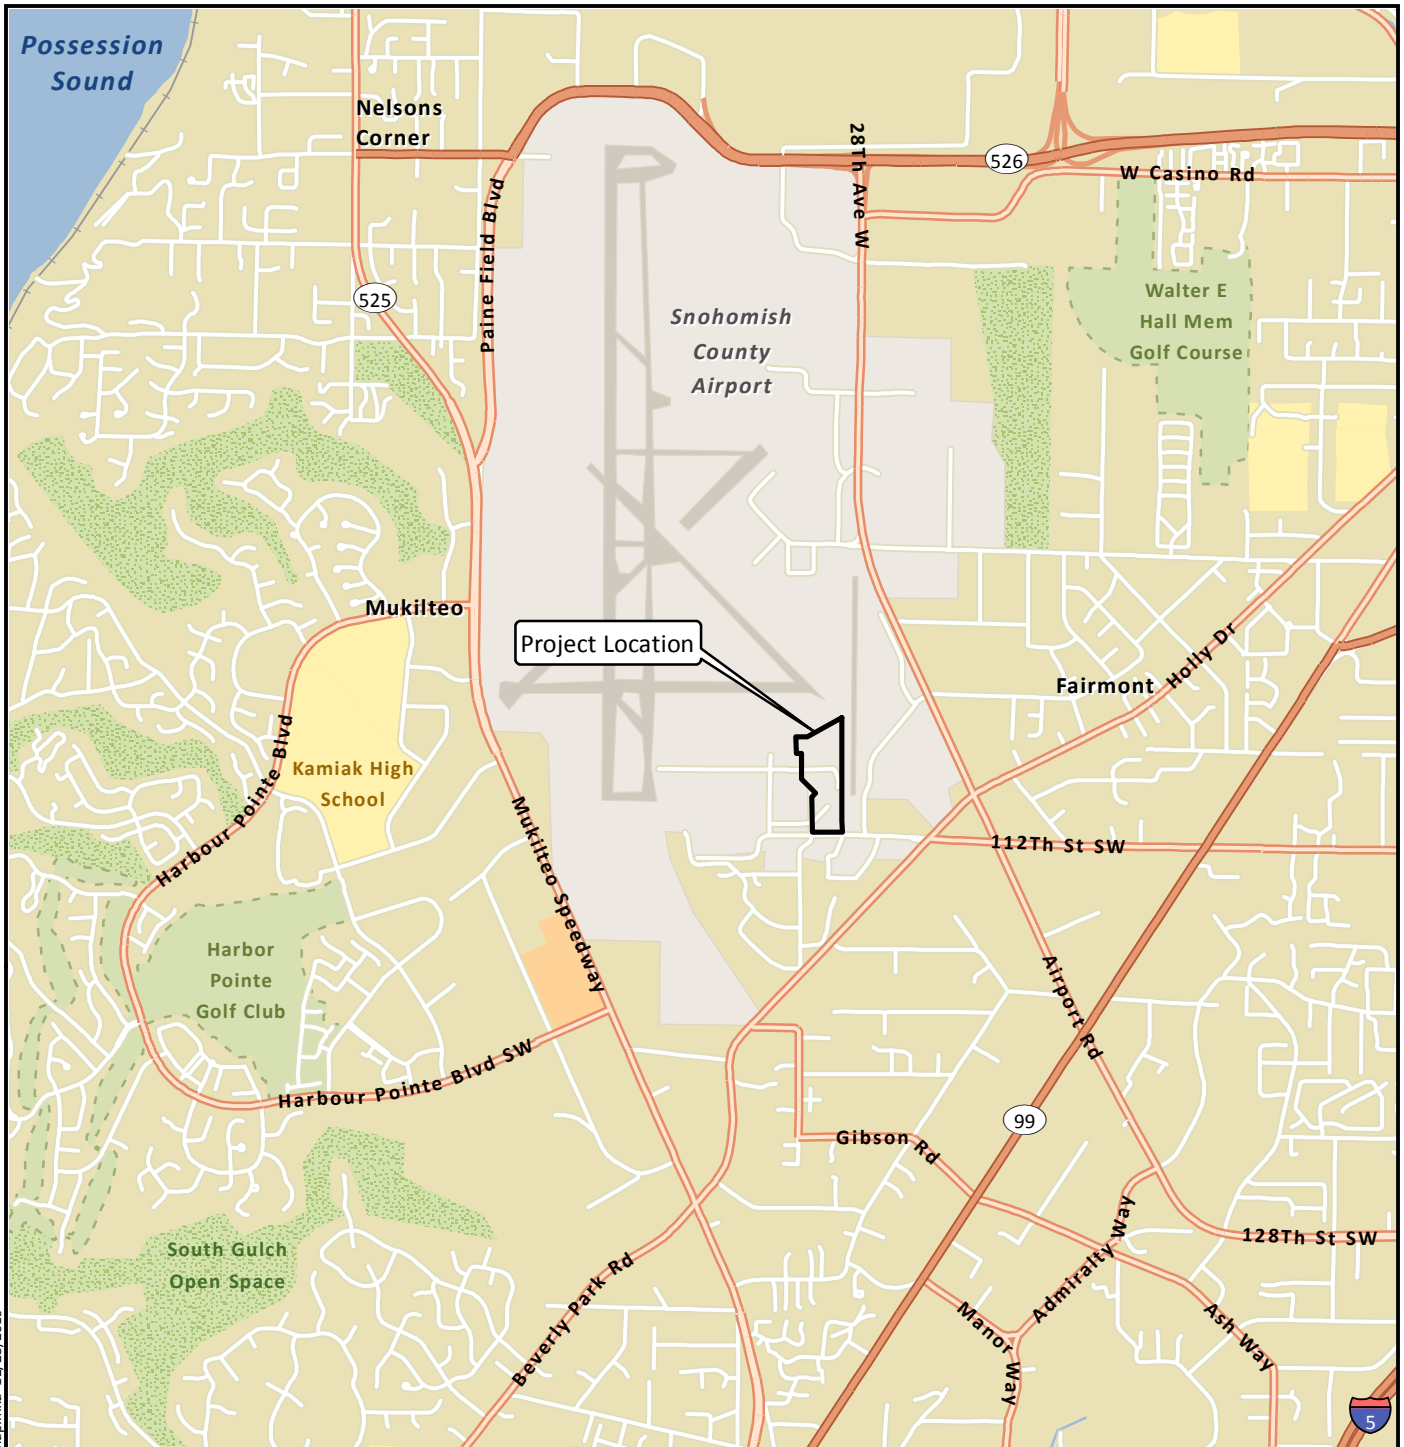 Possession
Sound
Nelsons
Corner
28Th Ave W
526
W Casino Rd
Paine Field Blvd
525
Snohomish
County
Airport
Walter E
Hall Mem
Golf Course
Mukilteo
Project Location
Holly Dr
Fairmont
Harbour Pointe Blvd
Kamiak High
School
Mukilteo Speedway
112Th St SW
Harbor
Pointe
Golf Club
Airport Rd
Harbour Pointe Blvd SW
99
Gibson Rd
South Gulch
Open Space
Admiralty Way
128Th St SW
Beverly Park Rd
Manor Way
Ash Way
5